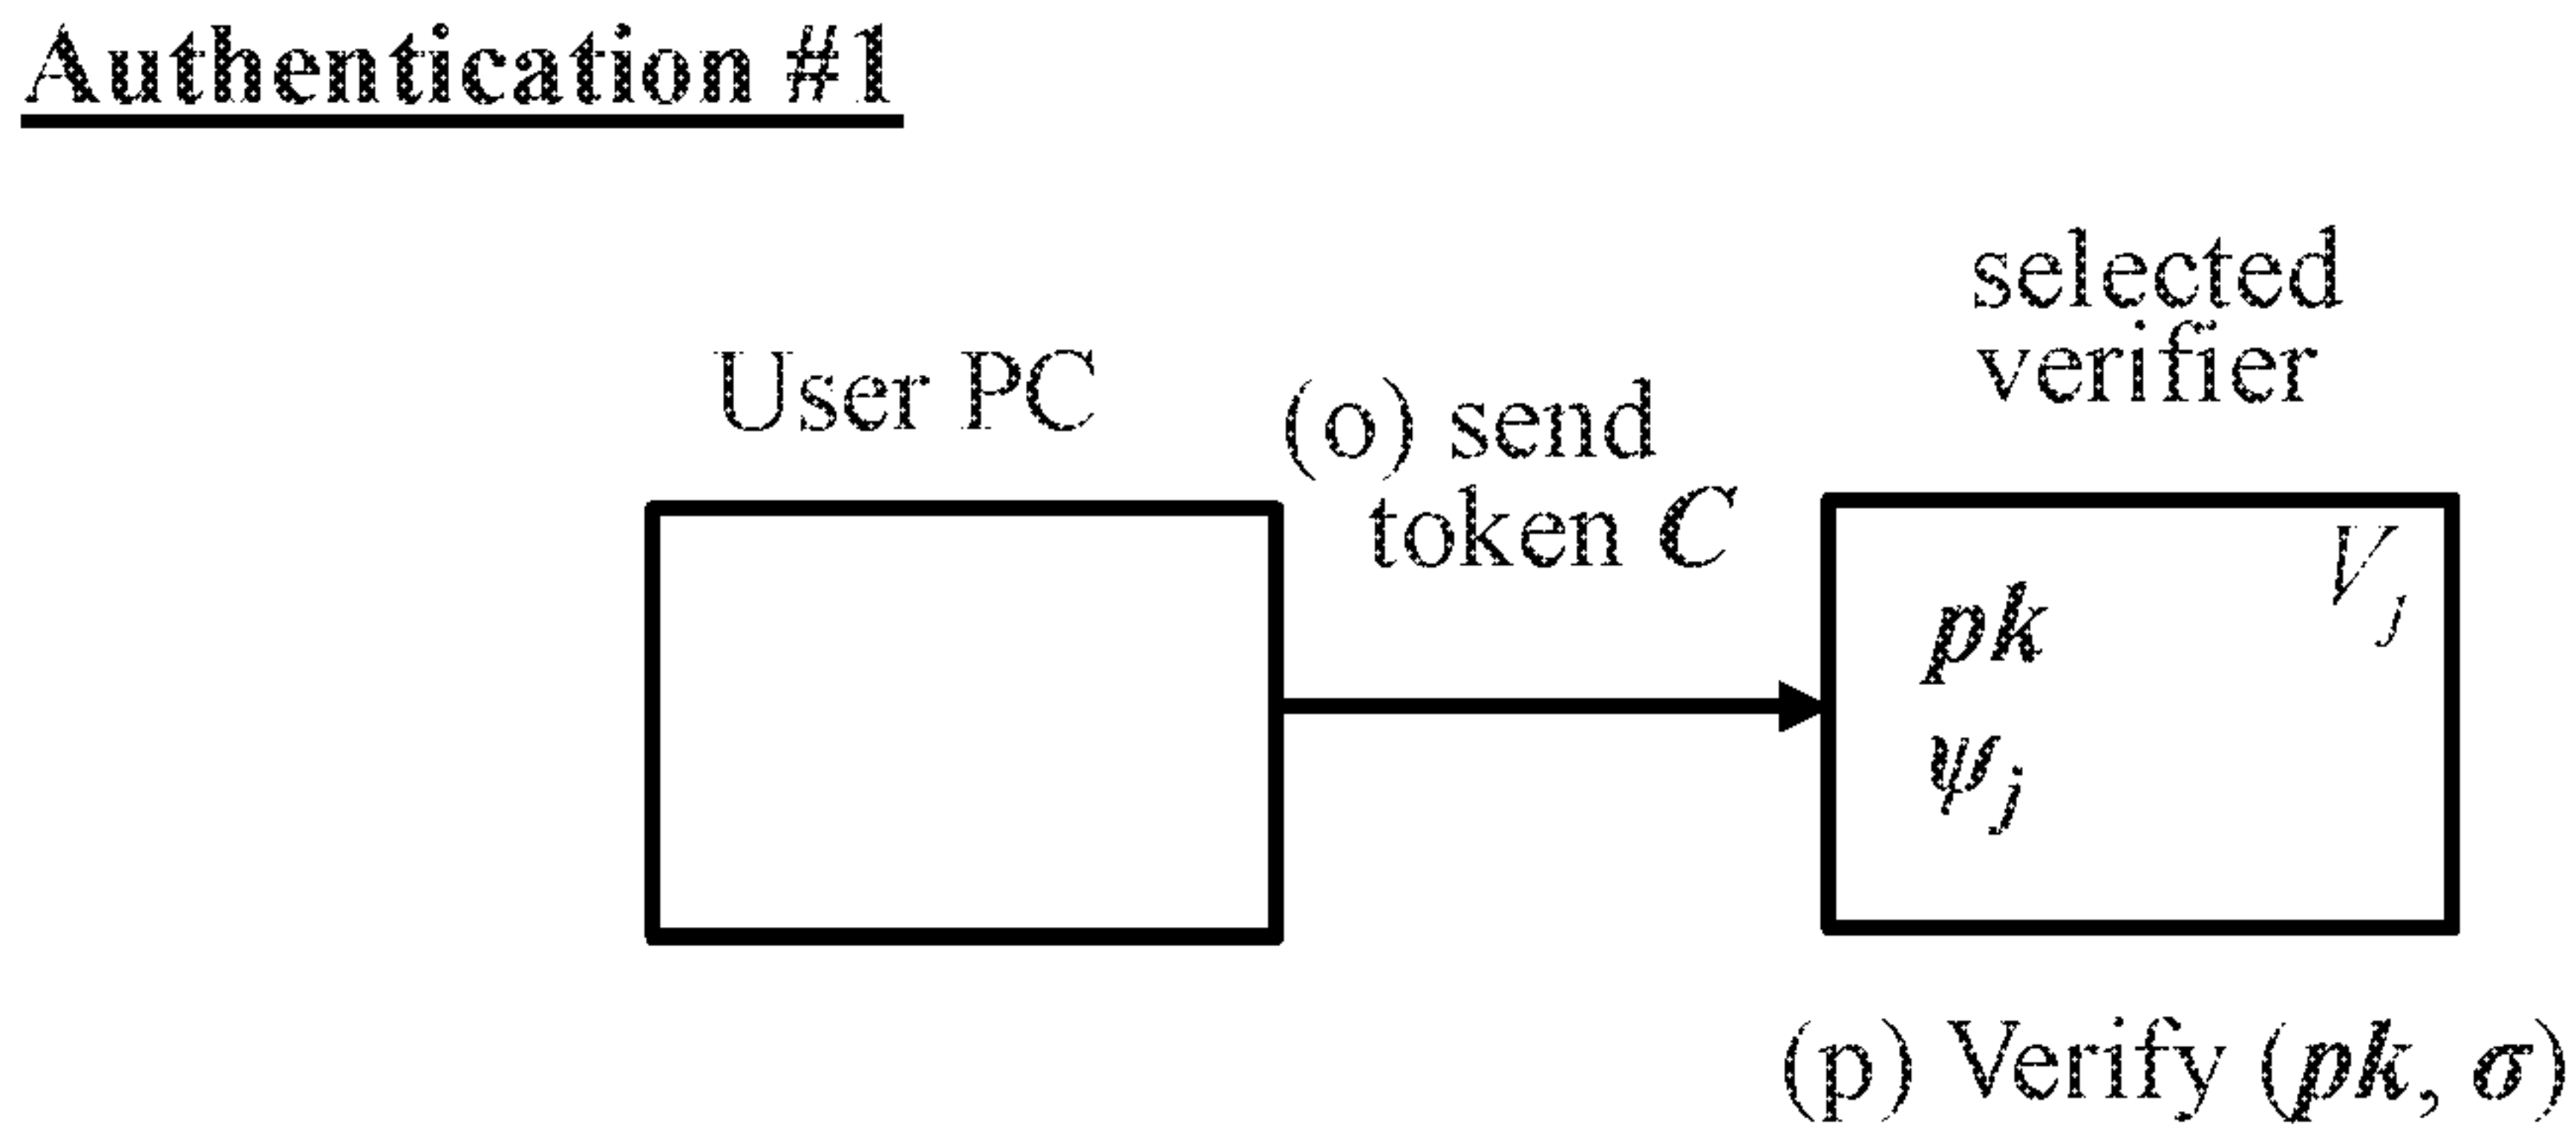 Authentication #1
User PC
(o) send
token C
selected
verifier
V_j
pk
ψ_j
(p) Verify (pk, σ)